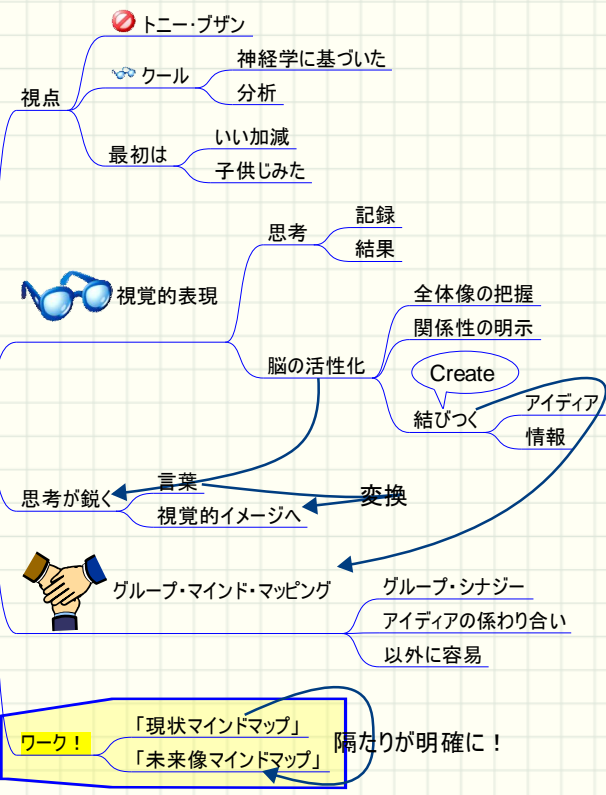 トニー・ブザン
視点
クール
神経学に基づいた
分析
最初は
いい加減
子供じみた
視覚的表現
思考
記録
結果
脳の活性化
全体像の把握
関係性の明示
Create
結びつく
アイディア
情報
思考が鋭く
言葉
視覚的イメージへ
変換
グループ・マインド・マッピング
グループ・シナジー
アイディアの係わり合い
以外に容易
ワーク！
「現状マインドマップ」
「未来像マインドマップ」
隔たりが明確に！